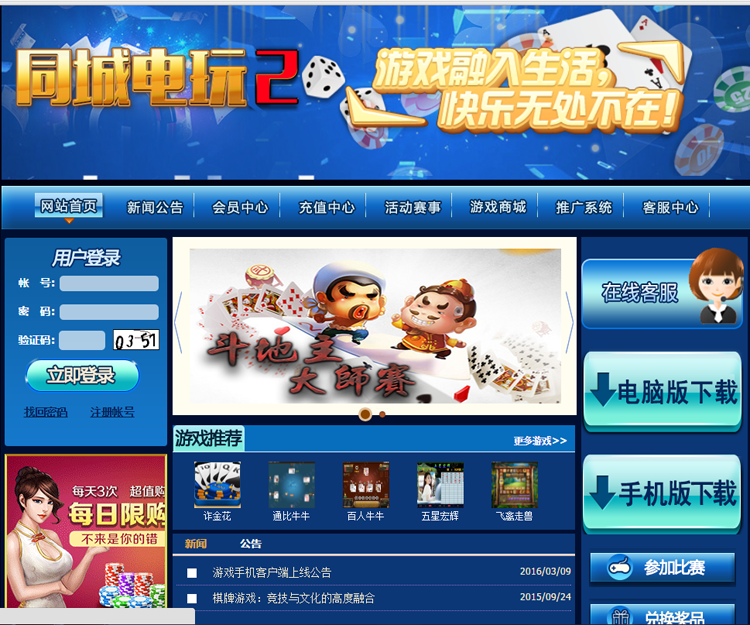 同城电玩2
游戏融入生活，
快乐无处不在！
网站首页 新闻公告 会员中心 充值中心 活动赛事 游戏商城 推广系统 客服中心
用户登录
帐 号:
密 码:
验证码: 0357
立即登录
找回密码 注册帐号
每天3次 超值购
每日限购
不来是你的错
斗地主
大師賽
游戏推荐 更多游戏>>
诈金花 通比牛牛 百人牛牛 五星宏辉 飞禽走兽
新闻 公告
游戏手机客户端上线公告 2016/03/09
棋牌游戏：竞技与文化的高度融合 2015/09/24
在线客服
电脑版下载
手机版下载
参加比赛
兑换奖品